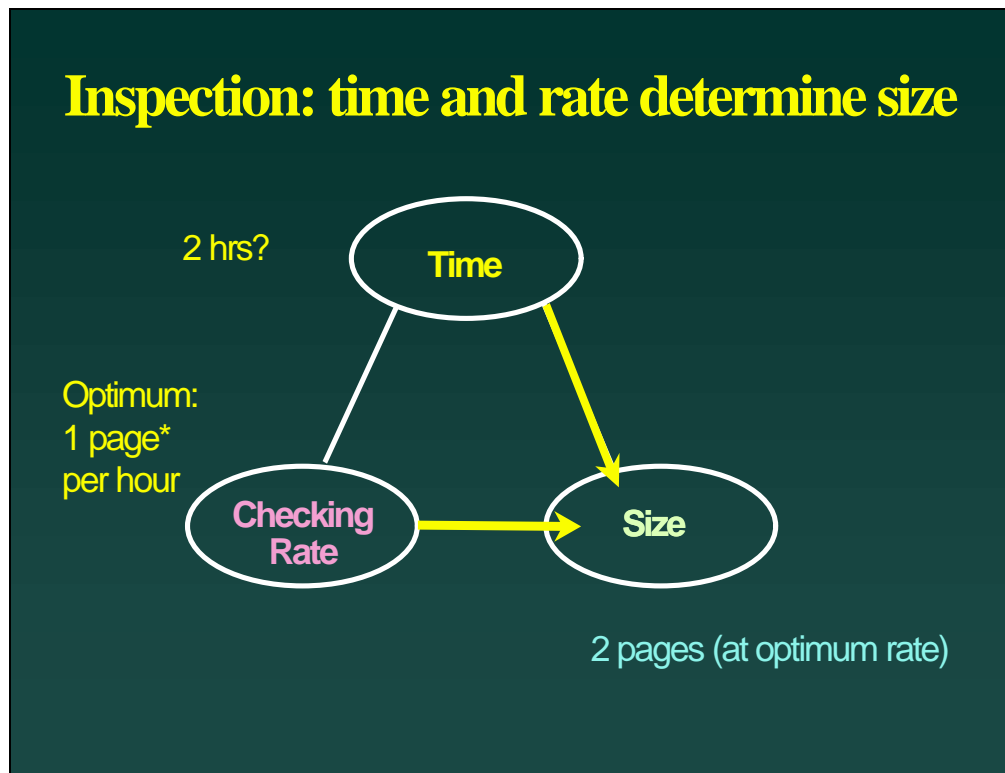 Inspection: time and rate determine size
2 hrs?
Time
Optimum:
1 page*
per hour
Checking
Rate
Size
2 pages (at optimum rate)